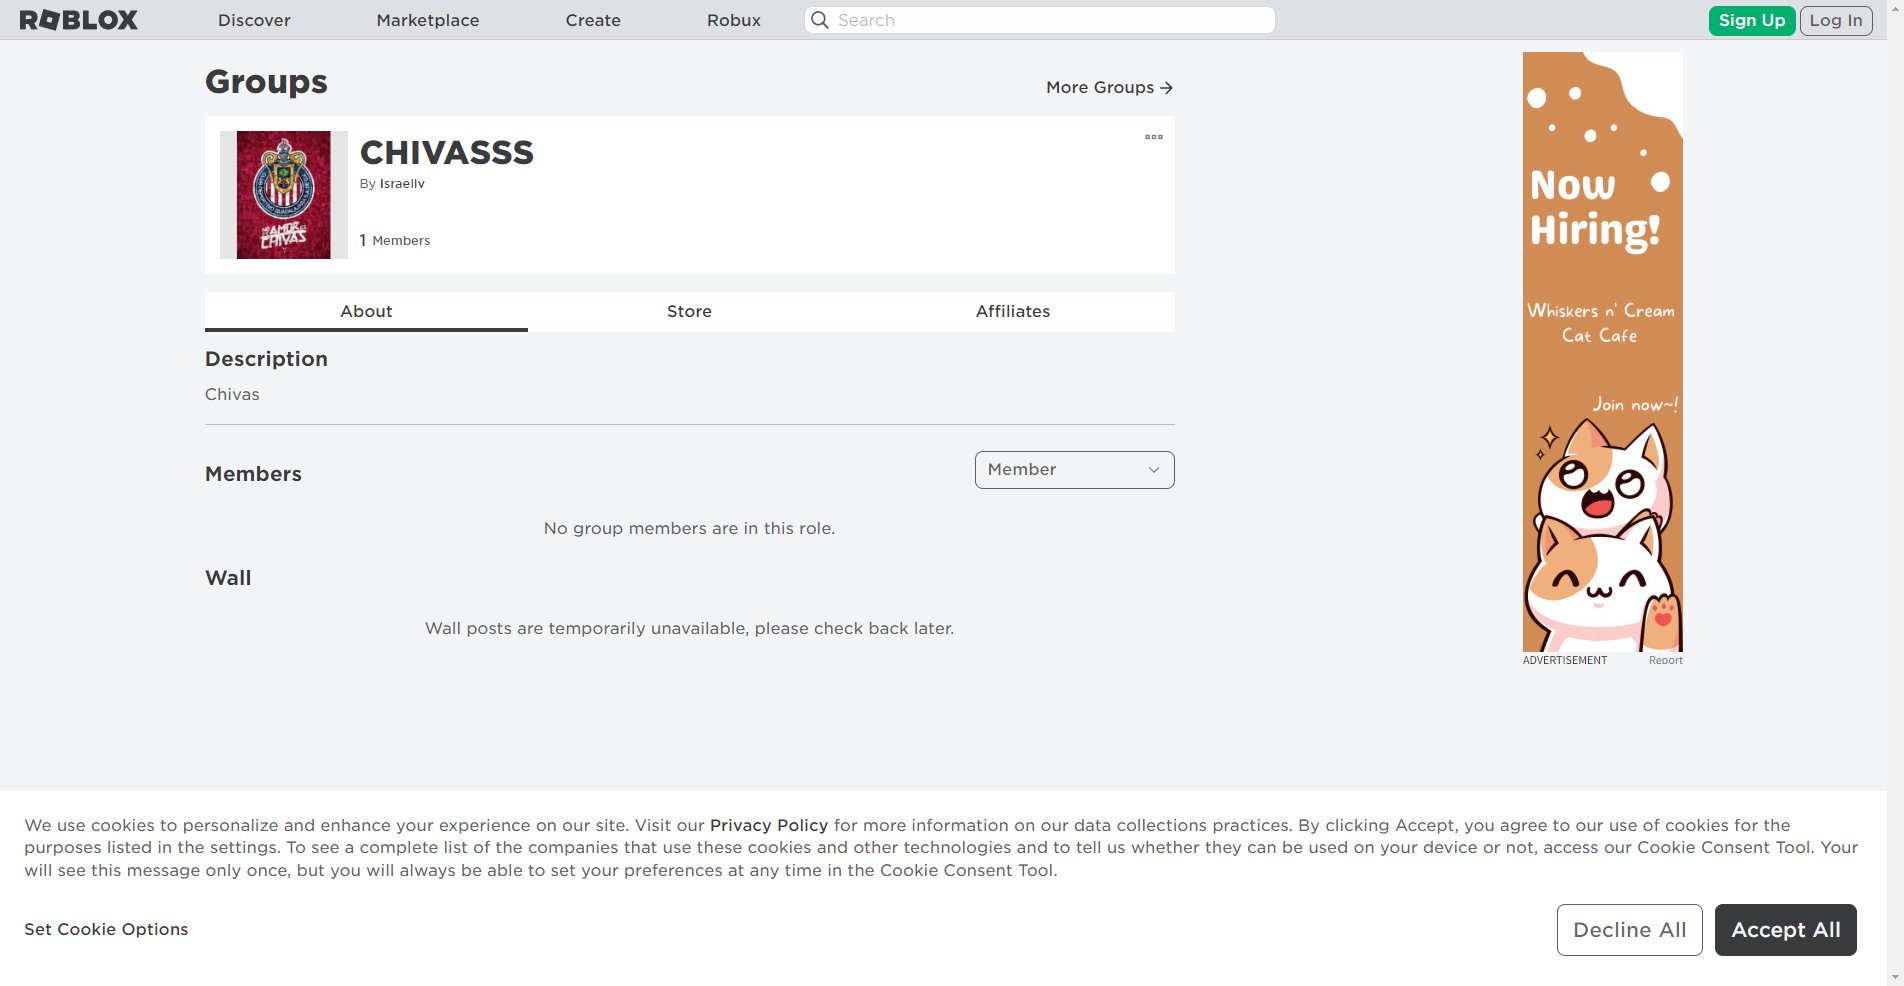 ROBLOX
Discover
Marketplace
Create
Robux
Search
Sign Up
Log In
Groups
More Groups
CHIVASSS
By Israellv
1 Members
AMOR
CHIVAS
About
Store
Affiliates
Description
Chivas
Members
Member
No group members are in this role.
Wall
Wall posts are temporarily unavailable, please check back later.
Now
Hiring!
Whiskers n' Cream
Cat Cafe
Join now~!
ADVERTISEMENT
Report
We use cookies to personalize and enhance your experience on our site. Visit our Privacy Policy for more information on our data collections practices. By clicking Accept, you agree to our use of cookies for the
purposes listed in the settings. To see a complete list of the companies that use these cookies and other technologies and to tell us whether they can be used on your device or not, access our Cookie Consent Tool. Your
will see this message only once, but you will always be able to set your preferences at any time in the Cookie Consent Tool.
Set Cookie Options
Decline All
Accept All